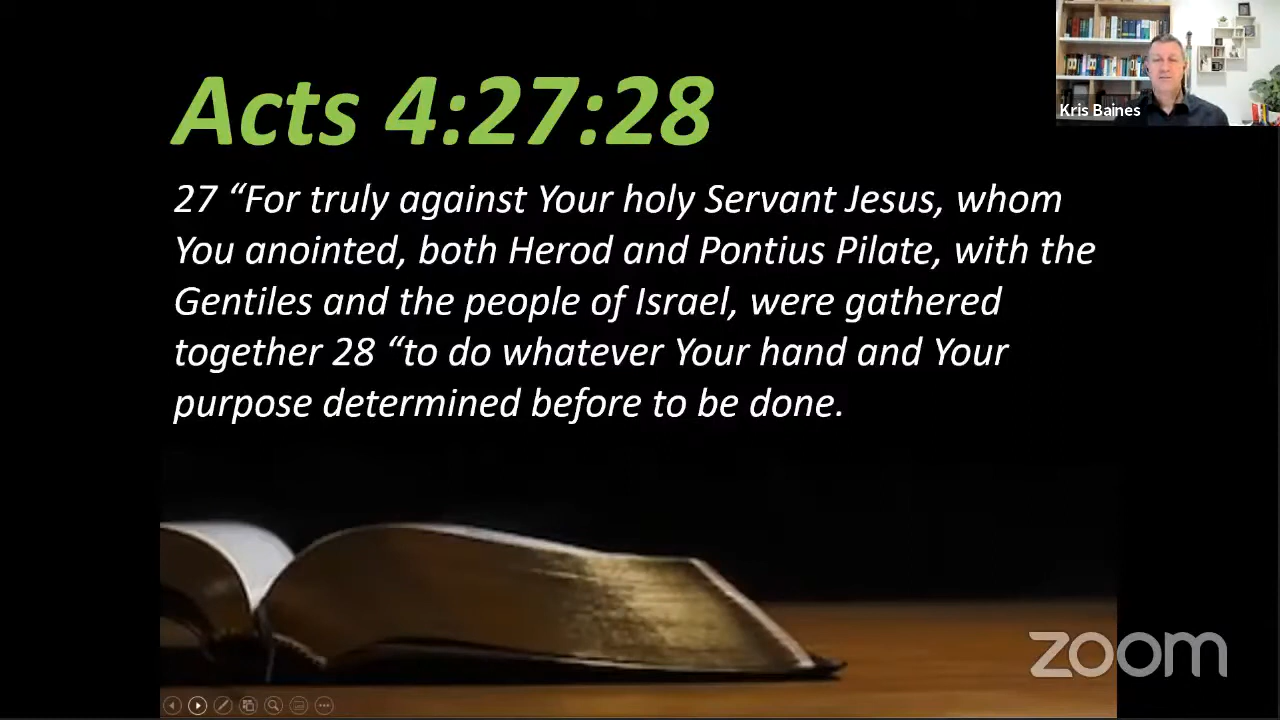 Acts 4:27:28
Kris Baines
27 “For truly against Your holy Servant Jesus, whom
You anointed, both Herod and Pontius Pilate, with the
Gentiles and the people of Israel, were gathered
together 28 “to do whatever Your hand and Your
purpose determined before to be done.
zoom